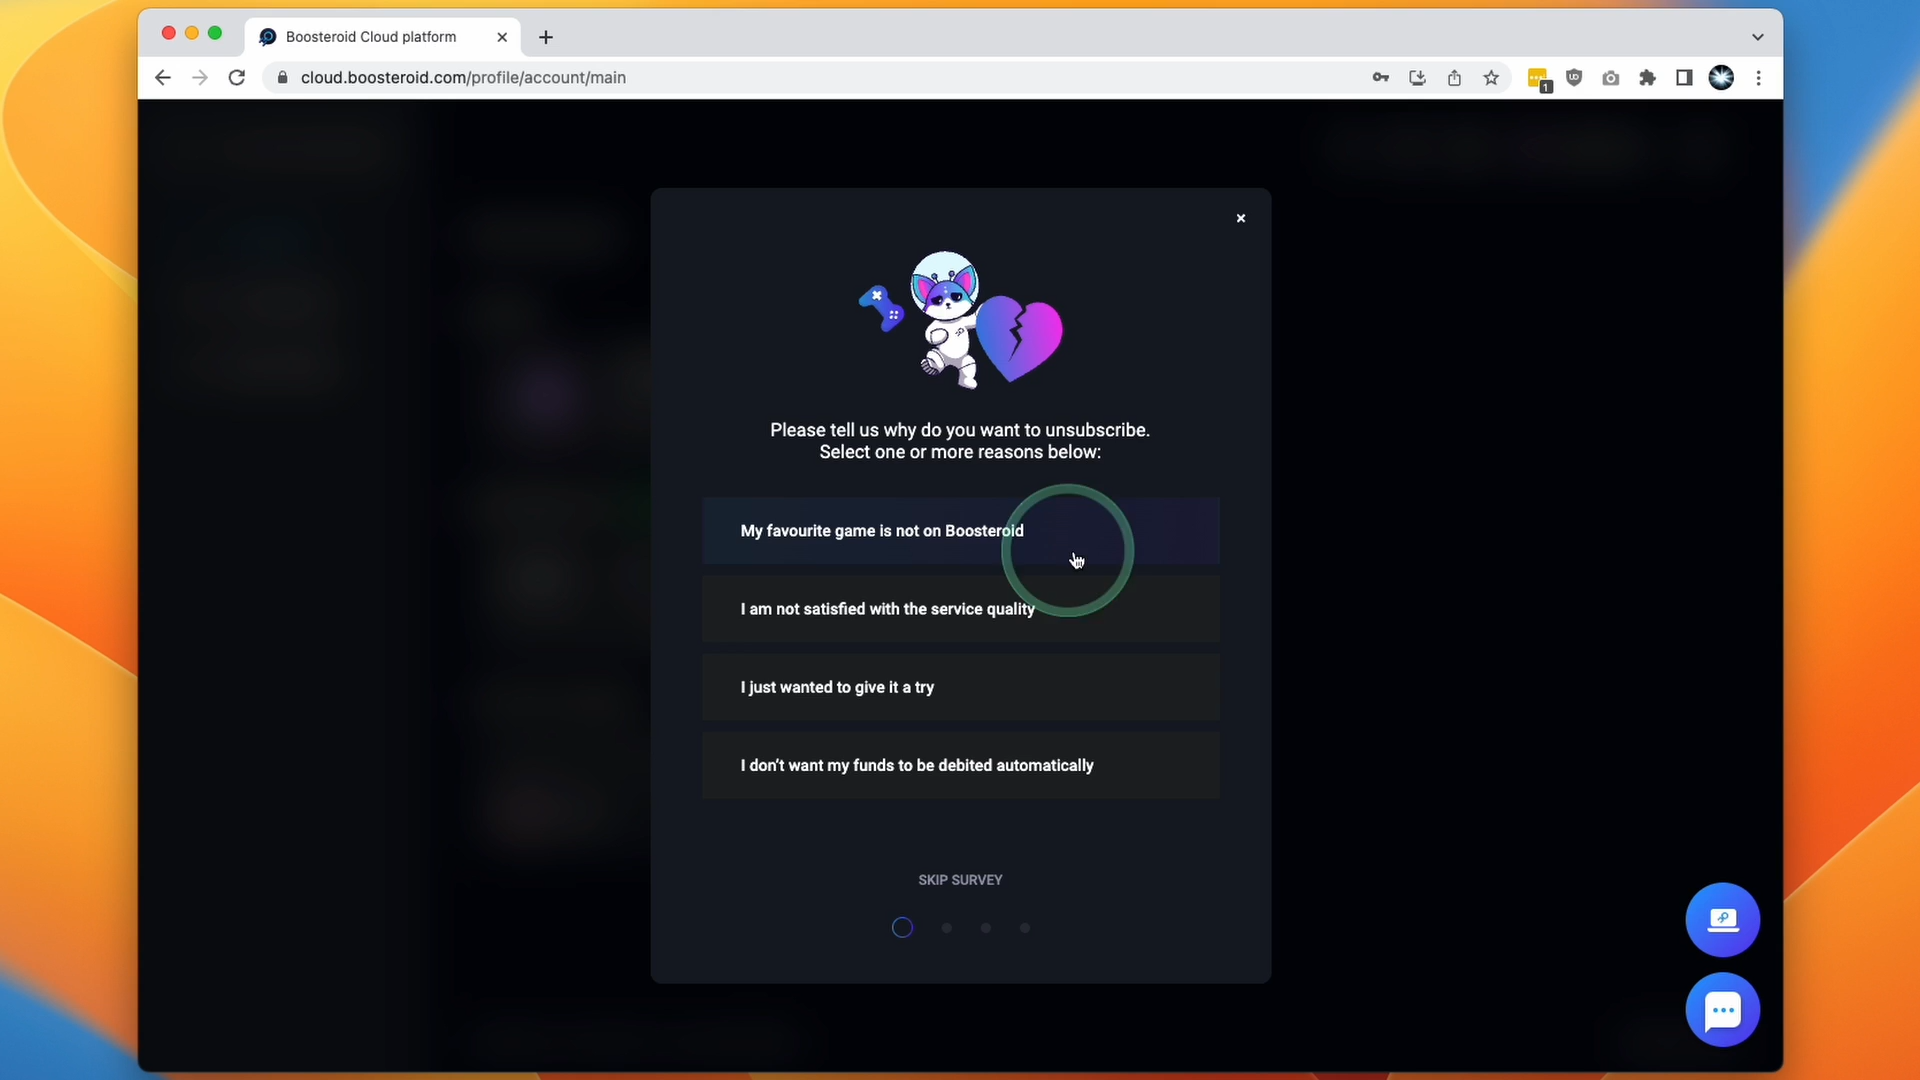 Boosteroid Cloud platform
cloud.boosteroid.com/profile/account/main
1
Please tell us why do you want to unsubscribe.
Select one or more reasons below:
My favourite game is not on Boosteroid
I am not satisfied with the service quality
I just wanted to give it a try
I don't want my funds to be debited automatically
SKIP SURVEY